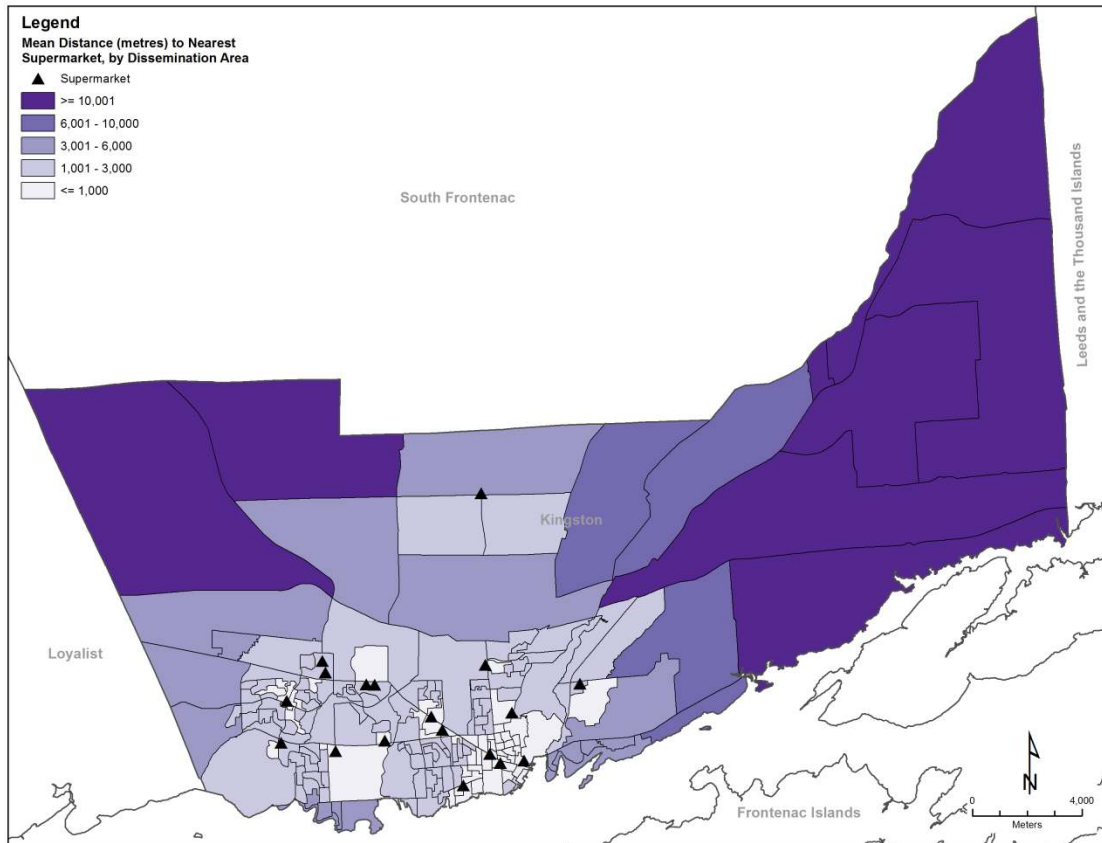 Legend
Mean Distance (metres) to Nearest
Supermarket, by Dissemination Area
Supermarket
>= 10,001
6,001 - 10,000
3,001 - 6,000
1,001 - 3,000
<= 1,000
South Frontenac
Leeds and the Thousand Islands
Kingston
Loyalist
Frontenac Islands
N
0 4,000
Meters